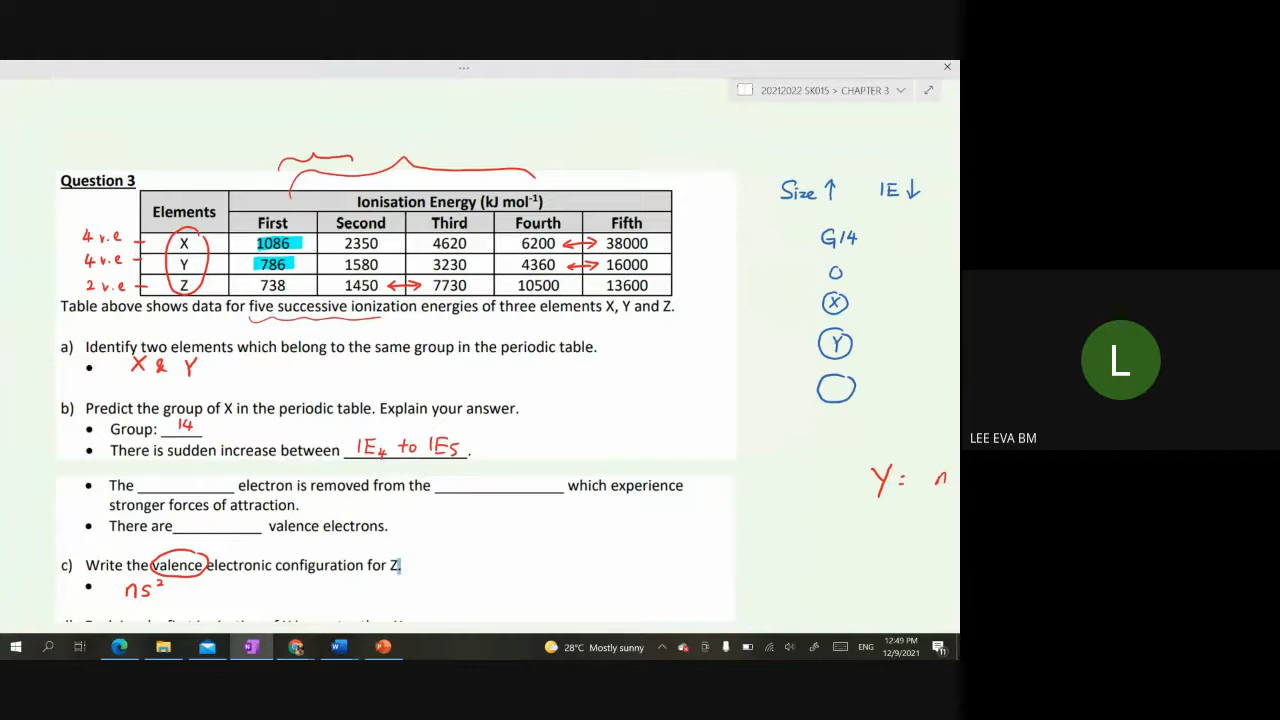 20212022 SK015 > CHAPTER 3
Question 3
Elements Ionisation Energy (kJ mol⁻¹)
First Second Third Fourth Fifth
4 v.e X 1086 2350 4620 6200 38000
4 v.e Y 786 1580 3230 4360 16000
2 v.e Z 738 1450 7730 10500 13600
Table above shows data for five successive ionization energies of three elements X, Y and Z.
a) Identify two elements which belong to the same group in the periodic table.
• X & Y
b) Predict the group of X in the periodic table. Explain your answer.
• Group: 14
• There is sudden increase between IE₄ to IE₅.
• The ____________ electron is removed from the ________________ which experience
stronger forces of attraction.
• There are___________ valence electrons.
c) Write the valence electronic configuration for Z.
• ns²
Size ↑ IE ↓
G14
X
Y
Y = n
L
LEE EVA BM
28°C Mostly sunny
ENG
12:49 PM
12/9/2021
11